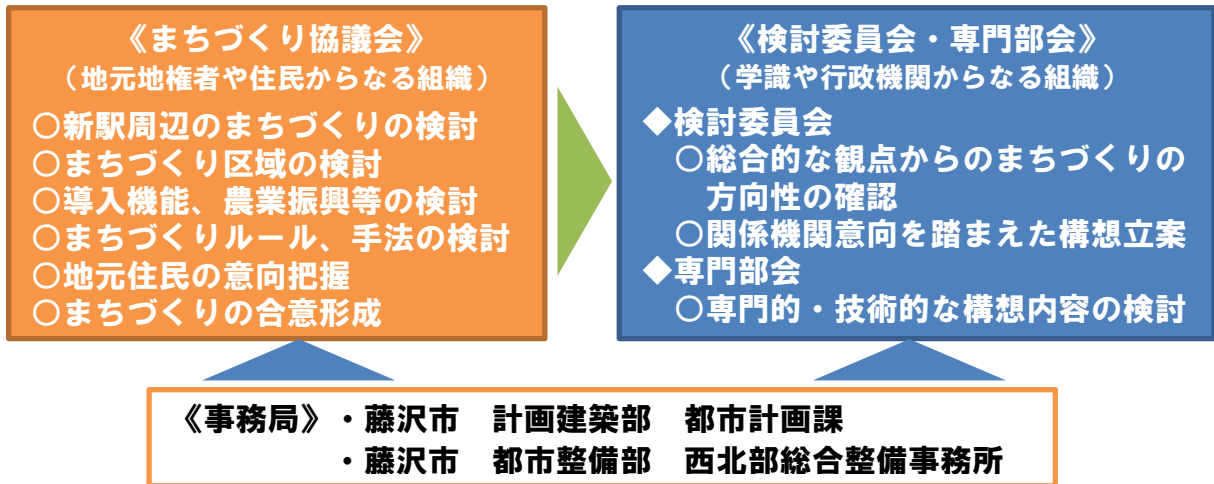 《まちづくり協議会》
（地元地権者や住民からなる組織）
○新駅周辺のまちづくりの検討
○まちづくり区域の検討
○導入機能、農業振興等の検討
○まちづくりルール、手法の検討
○地元住民の意向把握
○まちづくりの合意形成
《検討委員会・専門部会》
（学識や行政機関からなる組織）
◆検討委員会
○総合的な観点からのまちづくりの
方向性の確認
○関係機関意向を踏まえた構想立案
◆専門部会
○専門的・技術的な構想内容の検討
《事務局》・藤沢市　計画建築部　都市計画課
・藤沢市　都市整備部　西北部総合整備事務所